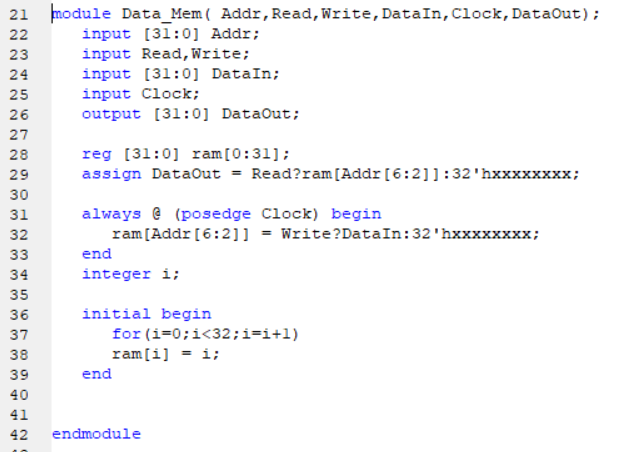 21 module Data_Mem( Addr,Read,Write,DataIn,Clock,DataOut);
22    input [31:0] Addr;
23    input Read,Write;
24    input [31:0] DataIn;
25    input Clock;
26    output [31:0] DataOut;
27
28    reg [31:0] ram[0:31];
29    assign DataOut = Read?ram[Addr[6:2]]:32'hxxxxxxxx;
30
31    always @ (posedge Clock) begin
32       ram[Addr[6:2]] = Write?DataIn:32'hxxxxxxxx;
33    end
34    integer i;
35
36    initial begin
37       for(i=0;i<32;i=i+1)
38       ram[i] = i;
39    end
40
41
42 endmodule